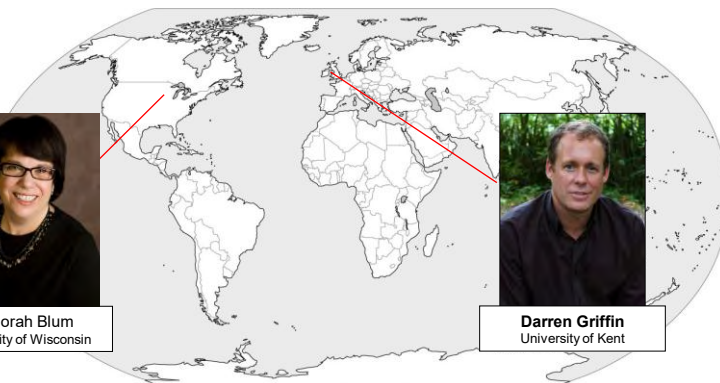 orah Blum
ity of Wisconsin
Darren Griffin
University of Kent